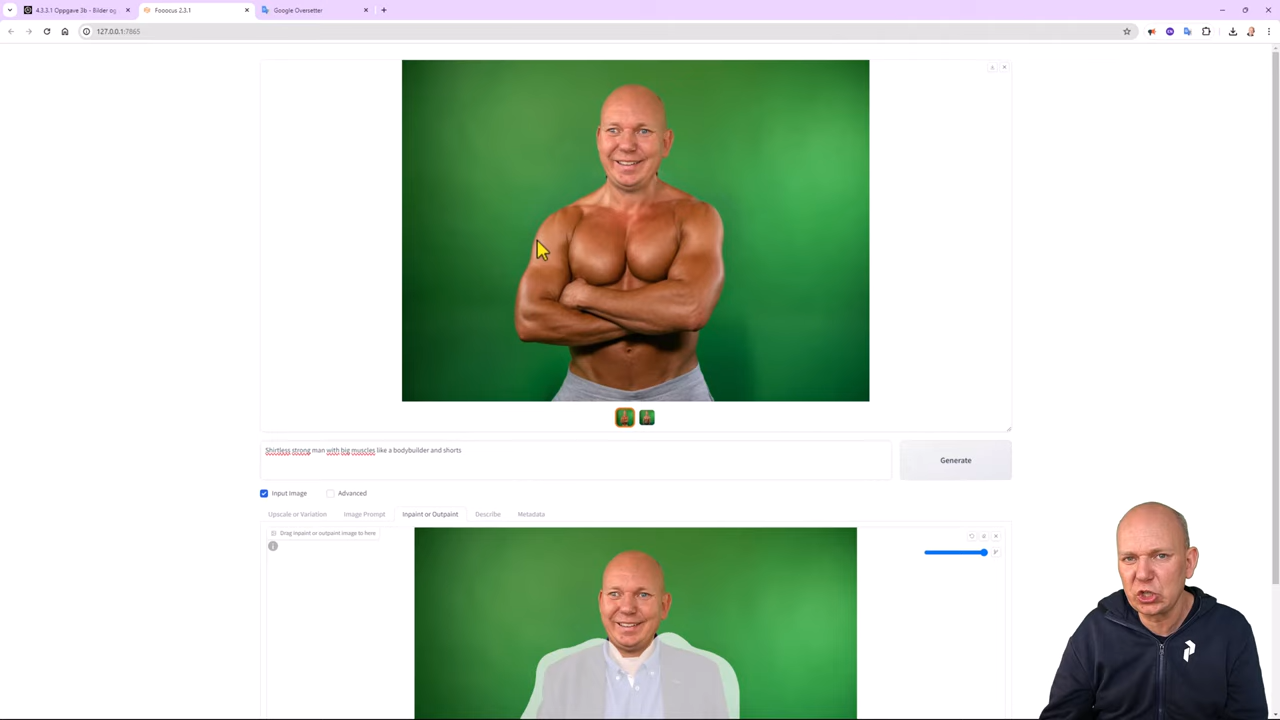 4.3.3.1 Oppgave 3b - Bilder og
Fooocus 2.3.1
Google Oversetter
127.0.0.1:7865
Shirtless strong man with big muscles like a bodybuilder and shorts
Generate
Input Image
Advanced
Upscale or Variation
Image Prompt
Inpaint or Outpaint
Describe
Metadata
Drag inpaint or outpaint image to here